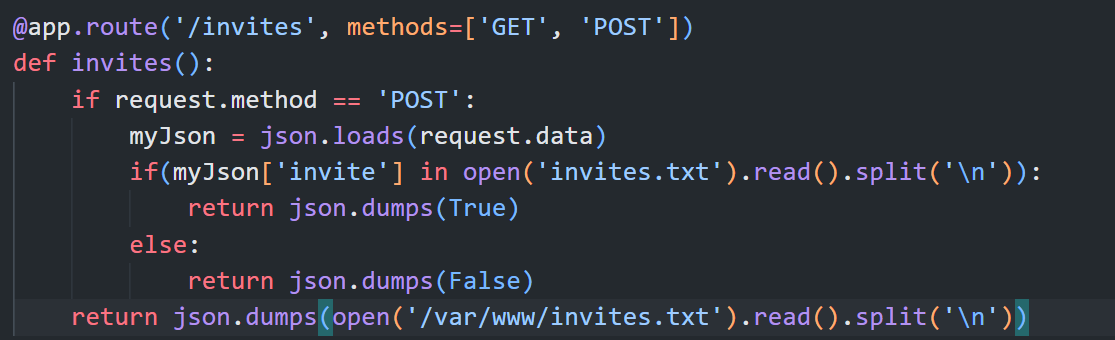 @app.route('/invites', methods=['GET', 'POST'])
def invites():
    if request.method == 'POST':
        myJson = json.loads(request.data)
        if(myJson['invite'] in open('invites.txt').read().split('\n')):
            return json.dumps(True)
        else:
            return json.dumps(False)
    return json.dumps(open('/var/www/invites.txt').read().split('\n'))